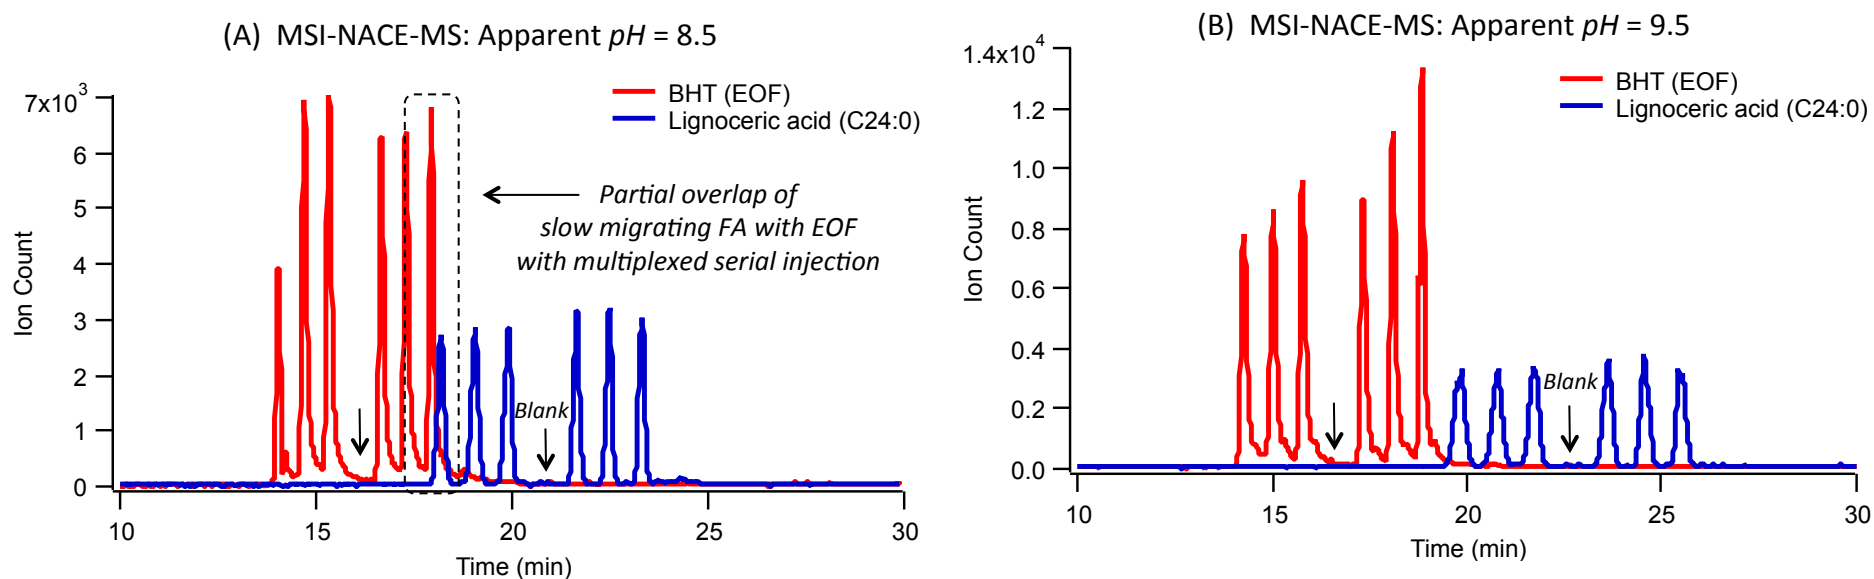 (A) MSI-NACE-MS: Apparent pH = 8.5
7x10³
6
5
4
3
2
1
0
Ion Count
BHT (EOF)
Lignoceric acid (C24:0)
Partial overlap of
slow migrating FA with EOF
with multiplexed serial injection
Blank
10
15
20
25
30
Time (min)
(B) MSI-NACE-MS: Apparent pH = 9.5
1.4x10⁴
1.2
1.0
0.8
0.6
0.4
0.2
0.0
Ion Count
BHT (EOF)
Lignoceric acid (C24:0)
Blank
10
15
20
25
30
Time (min)